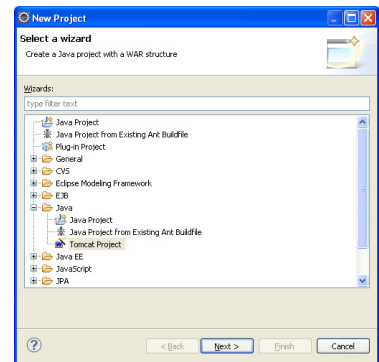 New Project
Select a wizard
Create a Java project with a WAR structure
Wizards:
type filter text
Java Project
Java Project from Existing Ant Buildfile
Plug-in Project
General
CVS
Eclipse Modeling Framework
EJB
Java
Java Project
Java Project from Existing Ant Buildfile
Tomcat Project
Java EE
JavaScript
JPA
?
< Back
Next >
Finish
Cancel